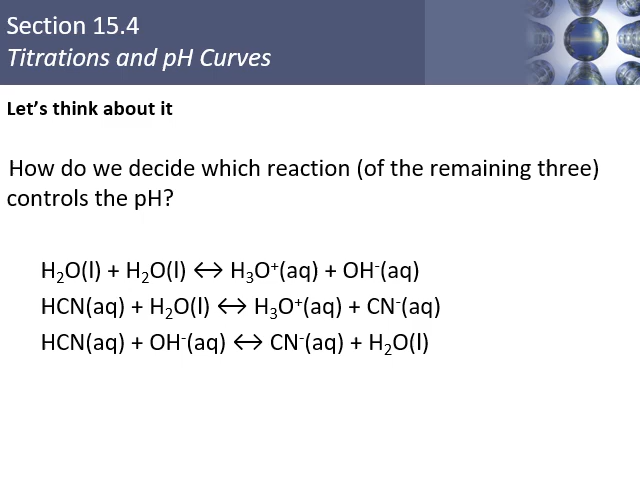 Section 15.4
Titrations and pH Curves
Let's think about it
How do we decide which reaction (of the remaining three)
controls the pH?
H₂O(l) + H₂O(l) ↔ H₃O⁺(aq) + OH⁻(aq)
HCN(aq) + H₂O(l) ↔ H₃O⁺(aq) + CN⁻(aq)
HCN(aq) + OH⁻(aq) ↔ CN⁻(aq) + H₂O(l)